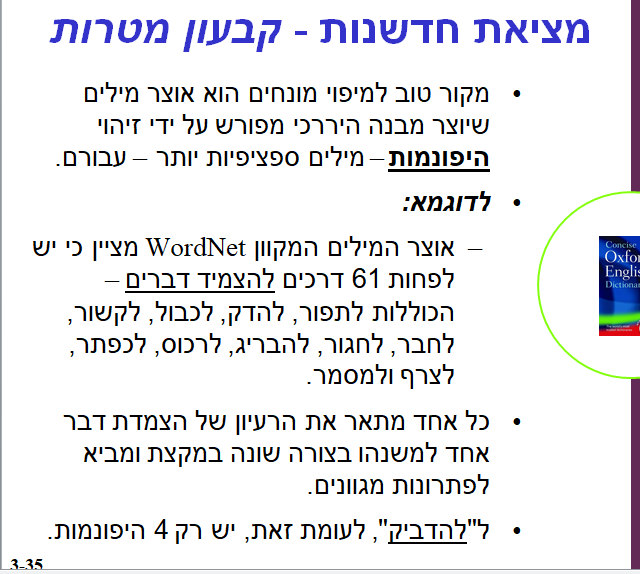 מציאת חדשנות - קבעון מטרות
• מקור טוב למיפוי מונחים הוא אוצר מילים
שיוצר מבנה היררכי מפורש על ידי זיהוי
היפונמות – מילים ספציפיות יותר – עבורם.
• לדוגמא:
– אוצר המילים המקוון WordNet מציין כי יש
לפחות 61 דרכים להצמיד דברים –
הכוללות לתפור, להדק, לכבול, לקשור,
לחבר, לחגור, להבריג, לרכוס, לכפתר,
לצרף ולמסמר.
• כל אחד מתאר את הרעיון של הצמדת דבר
אחד למשנהו בצורה שונה במקצת ומביא
לפתרונות מגוונים.
• ל"להדביק", לעומת זאת, יש רק 4 היפונמות.
Concise
Oxfor
Englis
Dictionar
3-35